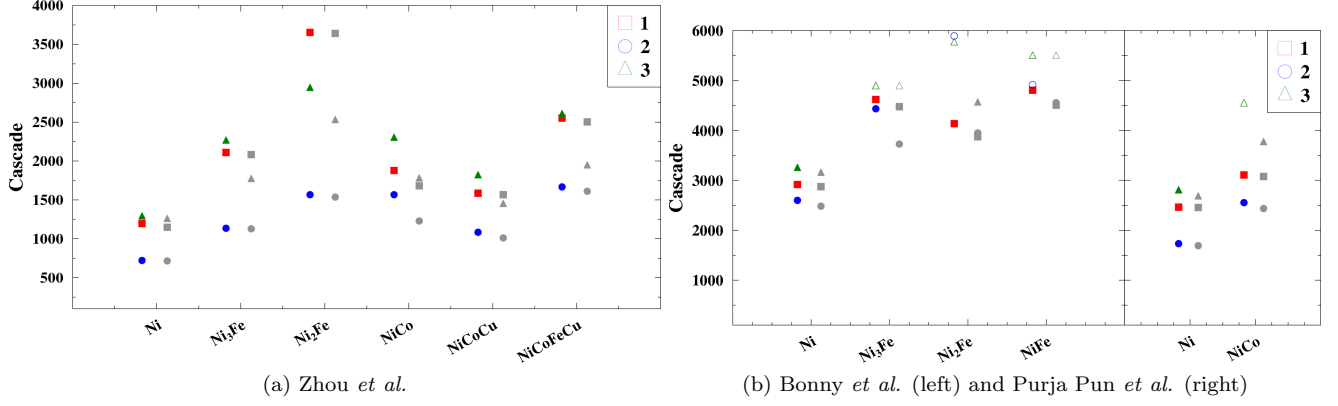 4000
3500
3000
2500
2000
1500
1000
500
Cascade
1
2
3
Ni
Ni₃Fe
Ni₂Fe
NiCo
NiCoCu
NiCoFeCu
(a) Zhou et al.
6000
5000
4000
3000
2000
1000
Cascade
1
2
3
Ni
Ni₃Fe
Ni₂Fe
NiFe
Ni
NiCo
(b) Bonny et al. (left) and Purja Pun et al. (right)